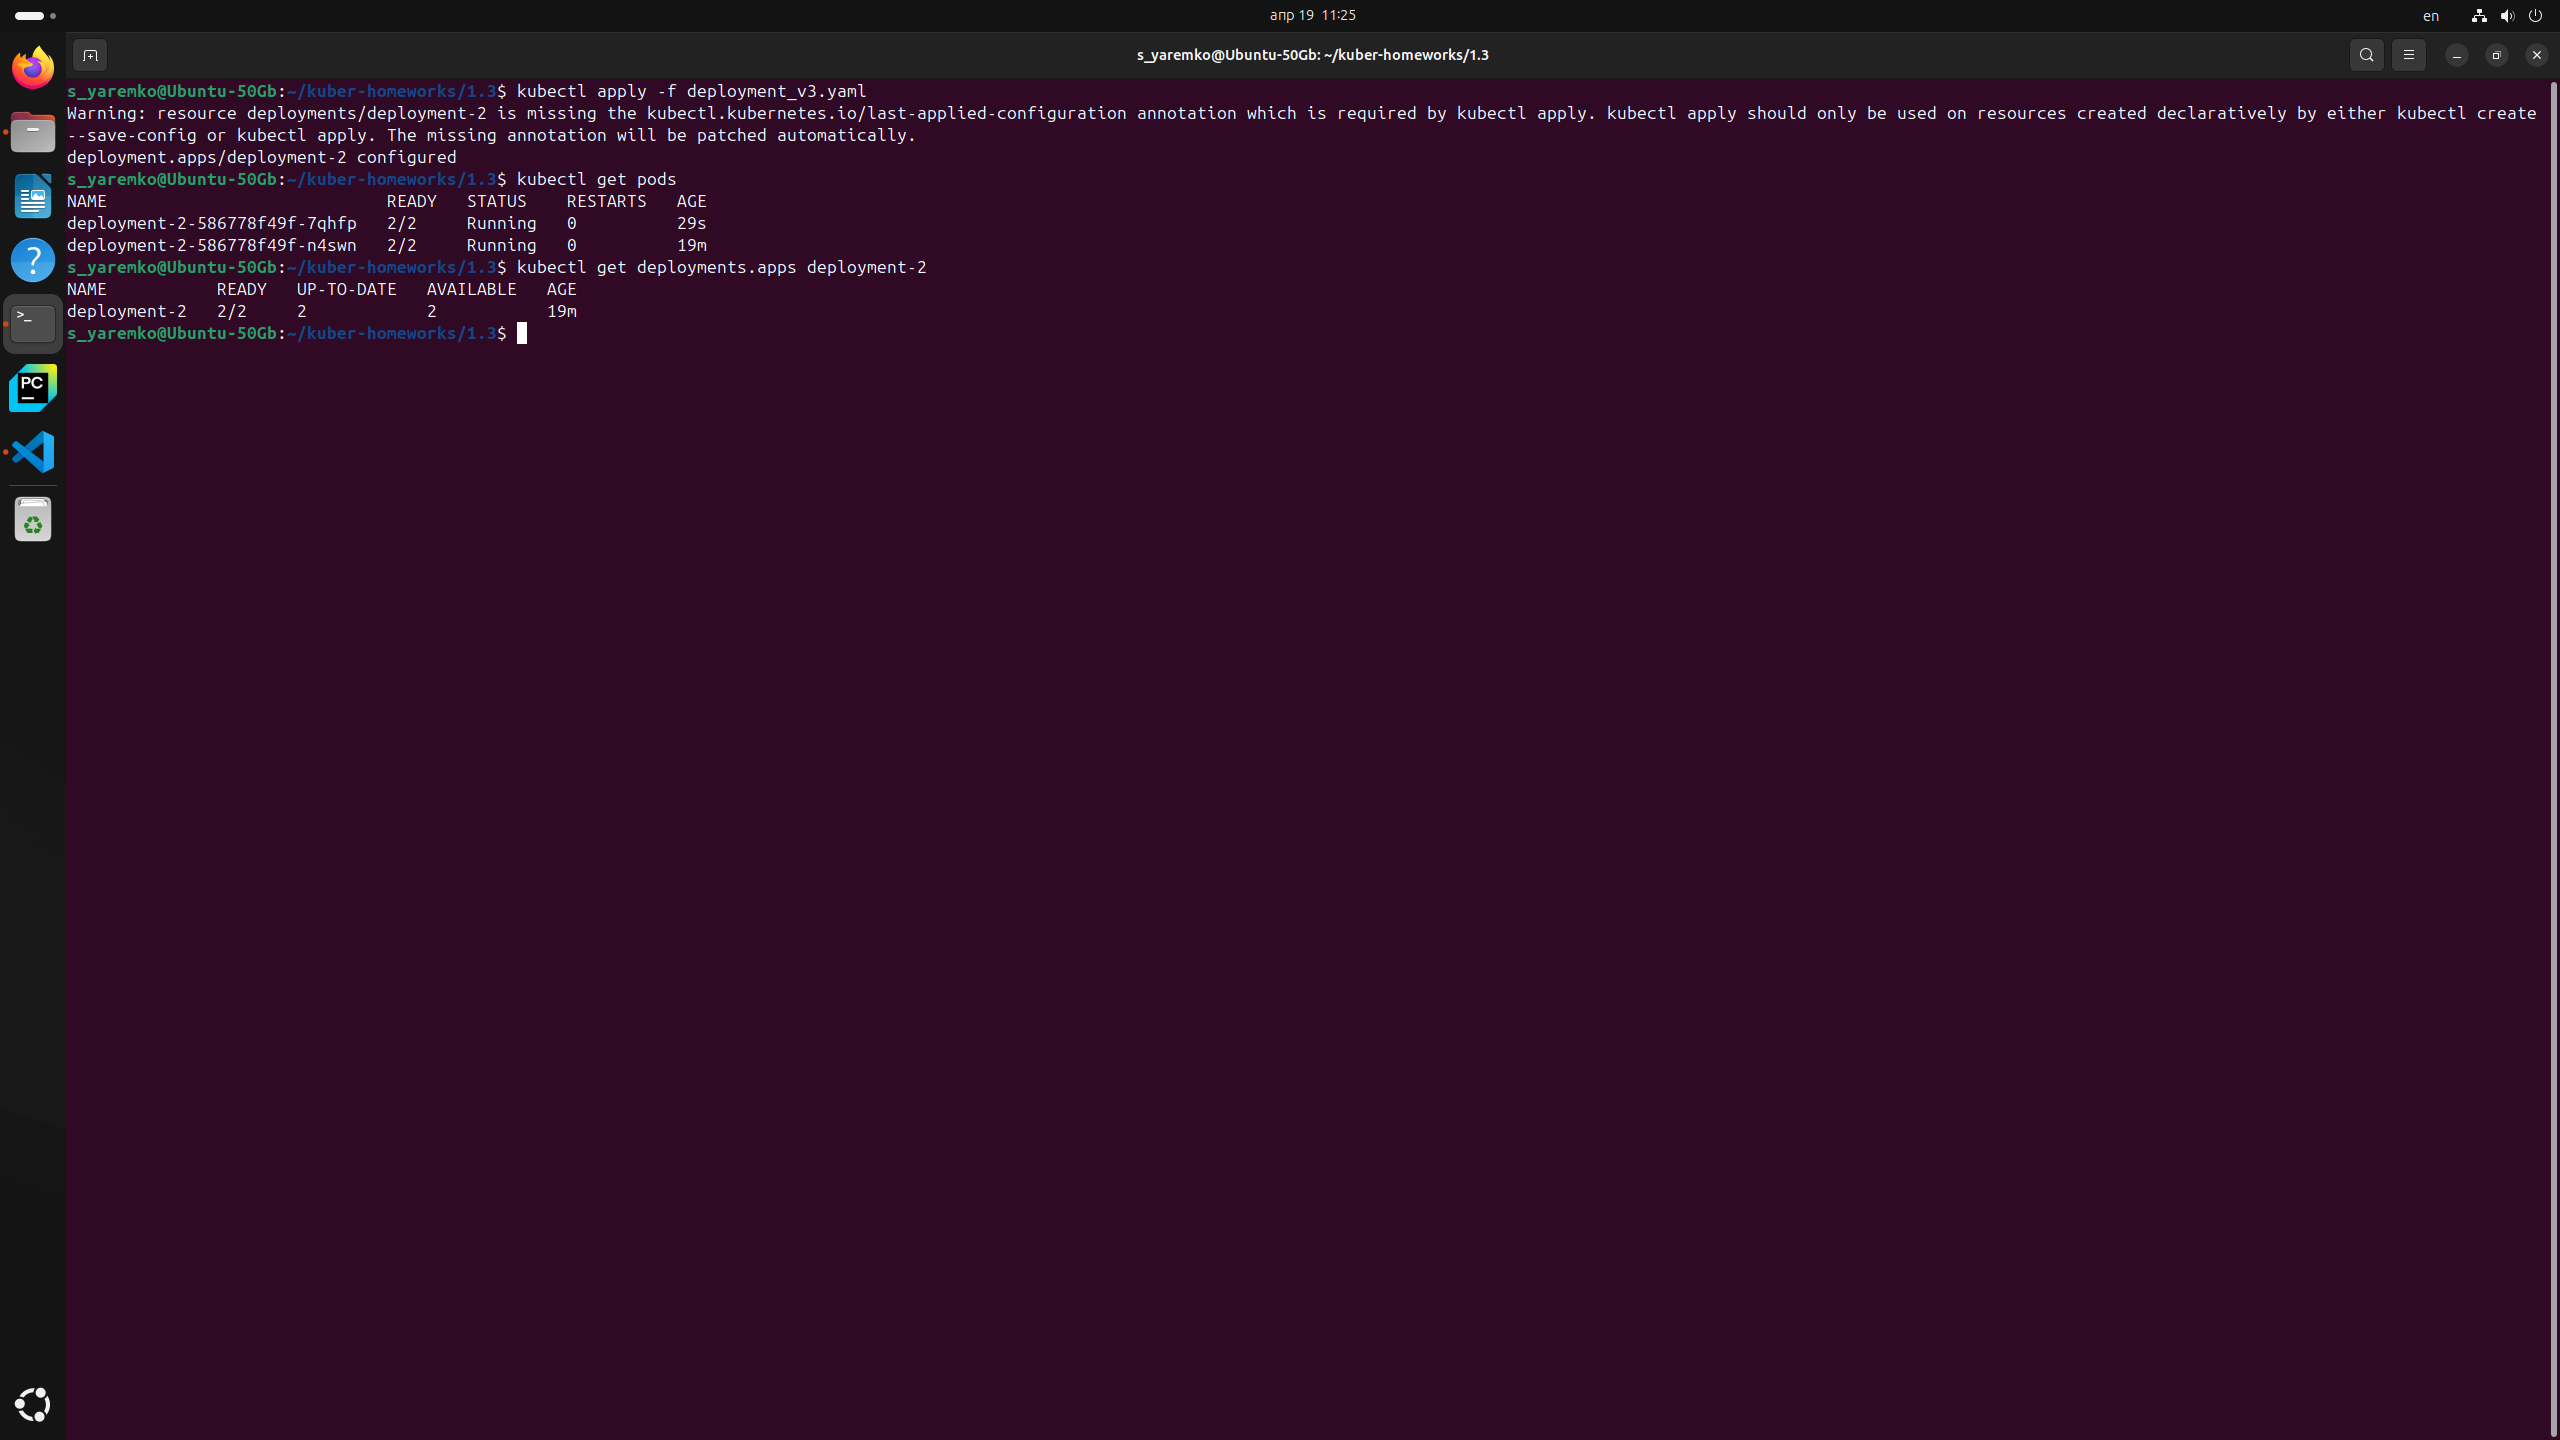 апр 19 11:25
en
s_yaremko@Ubuntu-50Gb: ~/kuber-homeworks/1.3
s_yaremko@Ubuntu-50Gb:~/kuber-homeworks/1.3$ kubectl apply -f deployment_v3.yaml
Warning: resource deployments/deployment-2 is missing the kubectl.kubernetes.io/last-applied-configuration annotation which is required by kubectl apply. kubectl apply should only be used on resources created declaratively by either kubectl create
--save-config or kubectl apply. The missing annotation will be patched automatically.
deployment.apps/deployment-2 configured
s_yaremko@Ubuntu-50Gb:~/kuber-homeworks/1.3$ kubectl get pods
NAME                            READY   STATUS    RESTARTS   AGE
deployment-2-586778f49f-7qhfp   2/2     Running   0          29s
deployment-2-586778f49f-n4swn   2/2     Running   0          19m
s_yaremko@Ubuntu-50Gb:~/kuber-homeworks/1.3$ kubectl get deployments.apps deployment-2
NAME           READY   UP-TO-DATE   AVAILABLE   AGE
deployment-2   2/2     2            2           19m
s_yaremko@Ubuntu-50Gb:~/kuber-homeworks/1.3$
>_
PC